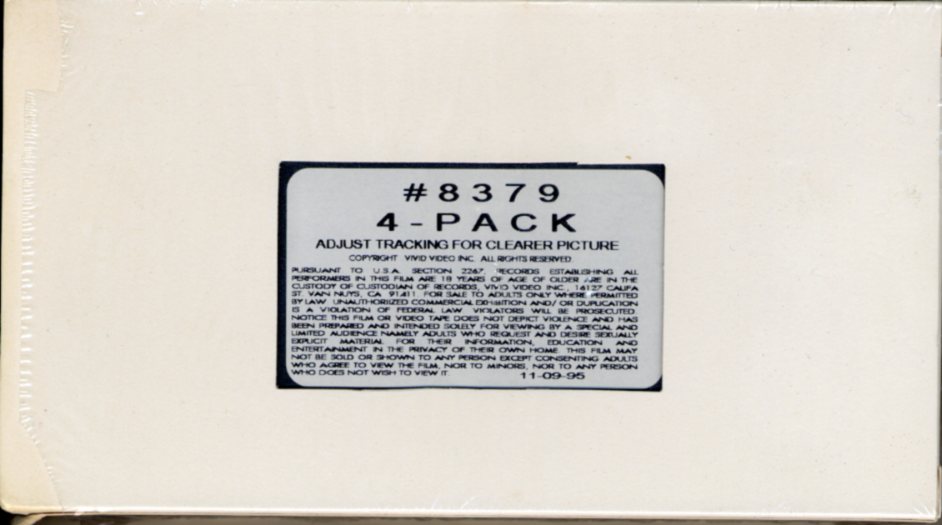 #8379
4-PACK
ADJUST TRACKING FOR CLEARER PICTURE
COPYRIGHT VIVID VIDEO INC. ALL RIGHTS RESERVED
PURSUANT TO U.S.A. SECTION 2267, RECORDS ESTABLISHING ALL
PERFORMERS IN THIS FILM ARE 18 YEARS OF AGE OF OLDER ARE IN THE
CUSTODY OF CUSTODIAN OF RECORDS, VIVID VIDEO INC., 14127 CALIFA
ST. VAN NUYS, CA 91411. FOR SALE TO ADULTS ONLY WHERE PERMITTED
BY LAW UNAUTHORIZED COMMERCIAL EXHIBITION AND/OR DUPLICATION
IS A VIOLATION OF FEDERAL LAW VIOLATORS WILL BE PROSECUTED.
NOTICE THIS FILM OR VIDEO TAPE DOES NOT DEPICT VIOLENCE AND HAS
BEEN PREPARED AND INTENDED SOLELY FOR VIEWING BY A SPECIAL AND
LIMITED AUDIENCE NAMELY ADULTS WHO REQUEST AND DESIRE SEXUALLY
EXPLICIT MATERIAL FOR THEIR INFORMATION, EDUCATION AND
ENTERTAINMENT IN THE PRIVACY OF THEIR OWN HOME. THIS FILM MAY
NOT BE SOLD OR SHOWN TO ANY PERSON EXCEPT CONSENTING ADULTS
WHO AGREE TO VIEW THE FILM, NOR TO MINORS, NOR TO ANY PERSON
WHO DOES NOT WISH TO VIEW IT. 11-09-95